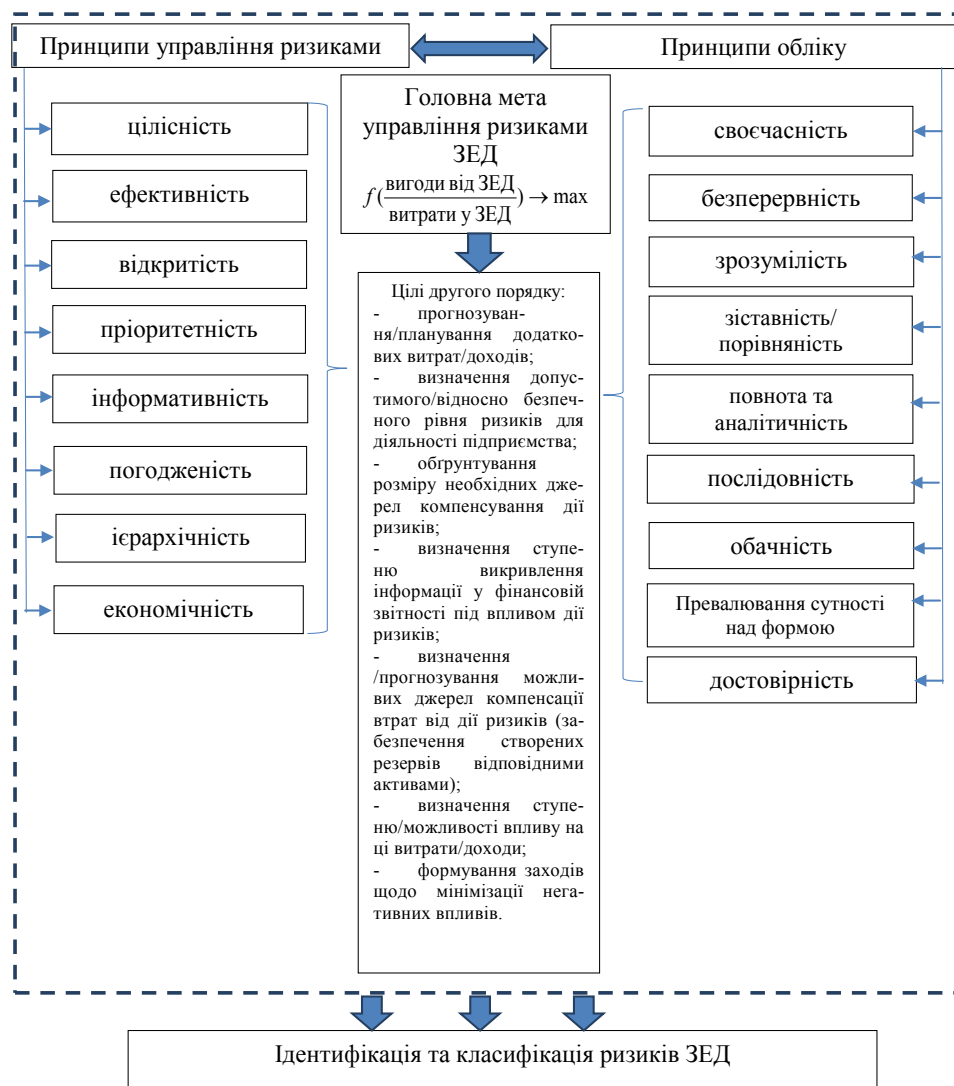 Принципи управління ризиками
Принципи обліку
Головна мета
управління ризиками
ЗЕД
f(вигоди від ЗЕД/витрати у ЗЕД) → max
цілісність
ефективність
відкритість
пріоритетність
інформативність
погодженість
ієрархічність
економічність
Цілі другого порядку:
- прогнозуван-
ня/планування додатко-
вих витрат/доходів;
- визначення допус-
тимого/відносно безпеч-
ного рівня ризиків для
діяльності підприємства;
- обґрунтування
розміру необхідних дже-
рел компенсування дії
ризиків;
- визначення ступе-
ню викривлення
інформації у фінансовій
звітності під впливом дії
ризиків;
- визначення
/прогнозування можли-
вих джерел компенсації
втрат від дії ризиків (за-
безпечення створених
резервів відповідними
активами);
- визначення ступе-
ню/можливості впливу на
ці витрати/доходи;
- формування заходів
щодо мінімізації нега-
тивних впливів.
своєчасність
безперервність
зрозумілість
зіставність/
порівняність
повнота та
аналітичність
послідовність
обачність
Превалювання сутності
над формою
достовірність
Ідентифікація та класифікація ризиків ЗЕД